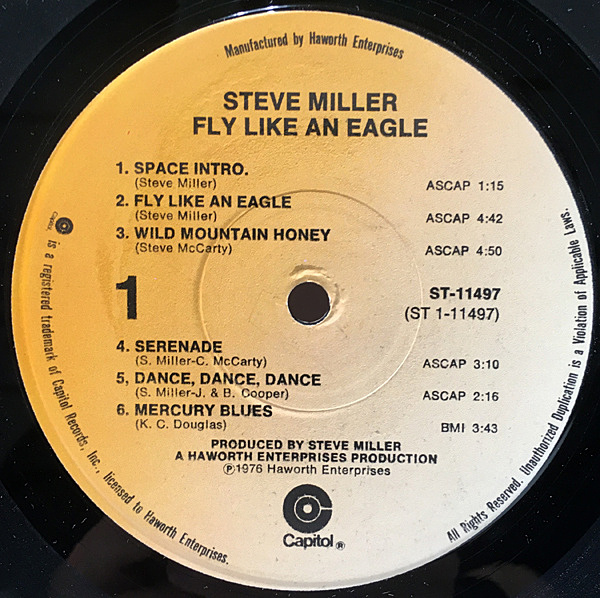 Manufactured by Haworth Enterprises
STEVE MILLER
FLY LIKE AN EAGLE
1. SPACE INTRO.
(Steve Miller) ASCAP 1:15
2. FLY LIKE AN EAGLE
(Steve Miller) ASCAP 4:42
3. WILD MOUNTAIN HONEY
(Steve McCarty) ASCAP 4:50
1
ST-11497
(ST 1-11497)
4. SERENADE
(S. Miller-C. McCarty) ASCAP 3:10
5, DANCE, DANCE, DANCE
(S. Miller-J. & B. Cooper) ASCAP 2:16
6. MERCURY BLUES
(K. C. Douglas) BMI 3:43
PRODUCED BY STEVE MILLER
A HAWORTH ENTERPRISES PRODUCTION
Ⓟ1976 Haworth Enterprises
Capitol®
Capitol is a registered trademark of Capitol Records, Inc., licensed to Haworth Enterprises.
All Rights Reserved. Unauthorized Duplication is a Violation of Applicable Laws.